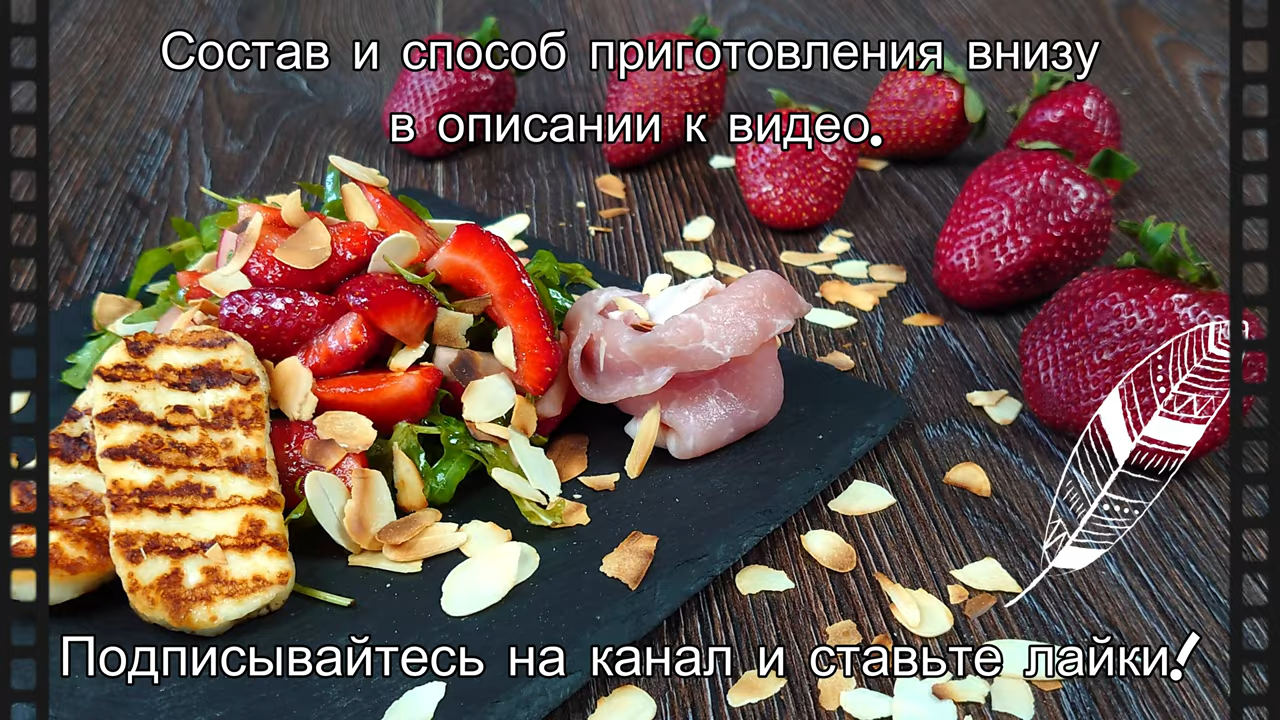 Состав и способ приготовления внизу
в описании к видео.
Подписывайтесь на канал и ставьте лайки!